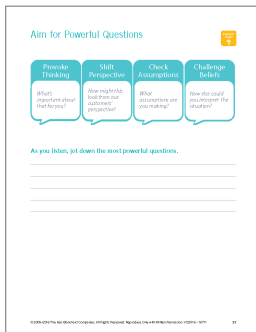 Aim for Powerful Questions
Provoke
Thinking
What's
important about
that for you?
Shift
Perspective
How might this
look from our
customers'
perspective?
Check
Assumptions
What
assumptions are
you making?
Challenge
Beliefs
How else could
you interpret the
situation?
As you listen, jot down the most powerful questions.